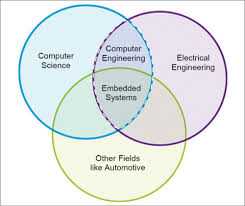 Computer
Science
Computer
Engineering
Electrical
Engineering
Embedded
Systems
Other Fields
like Automotive